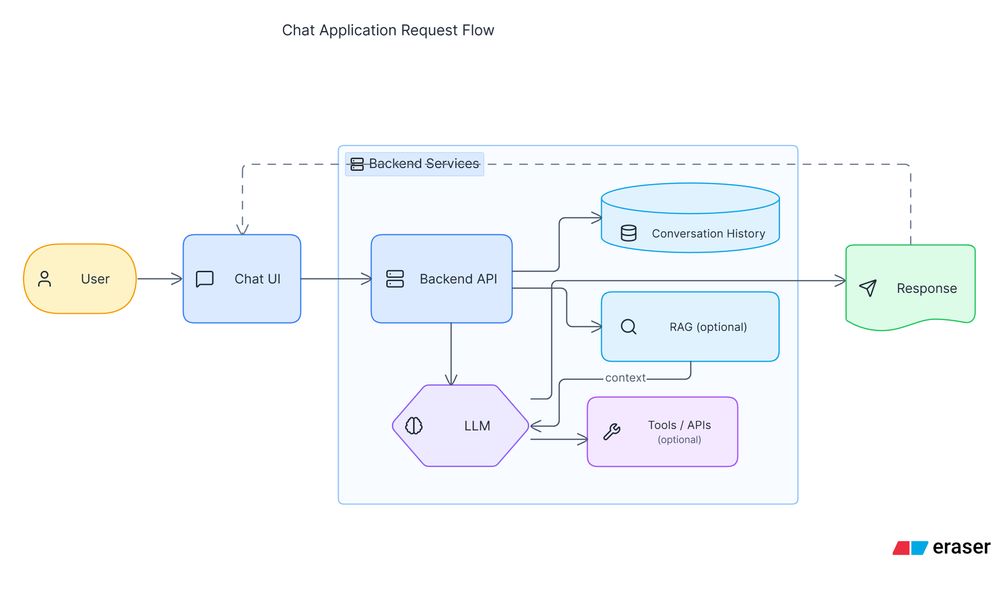 Chat Application Request Flow
Backend Services
Conversation History
User
Chat UI
Backend API
Response
RAG (optional)
context
LLM
Tools / APIs
(optional)
eraser